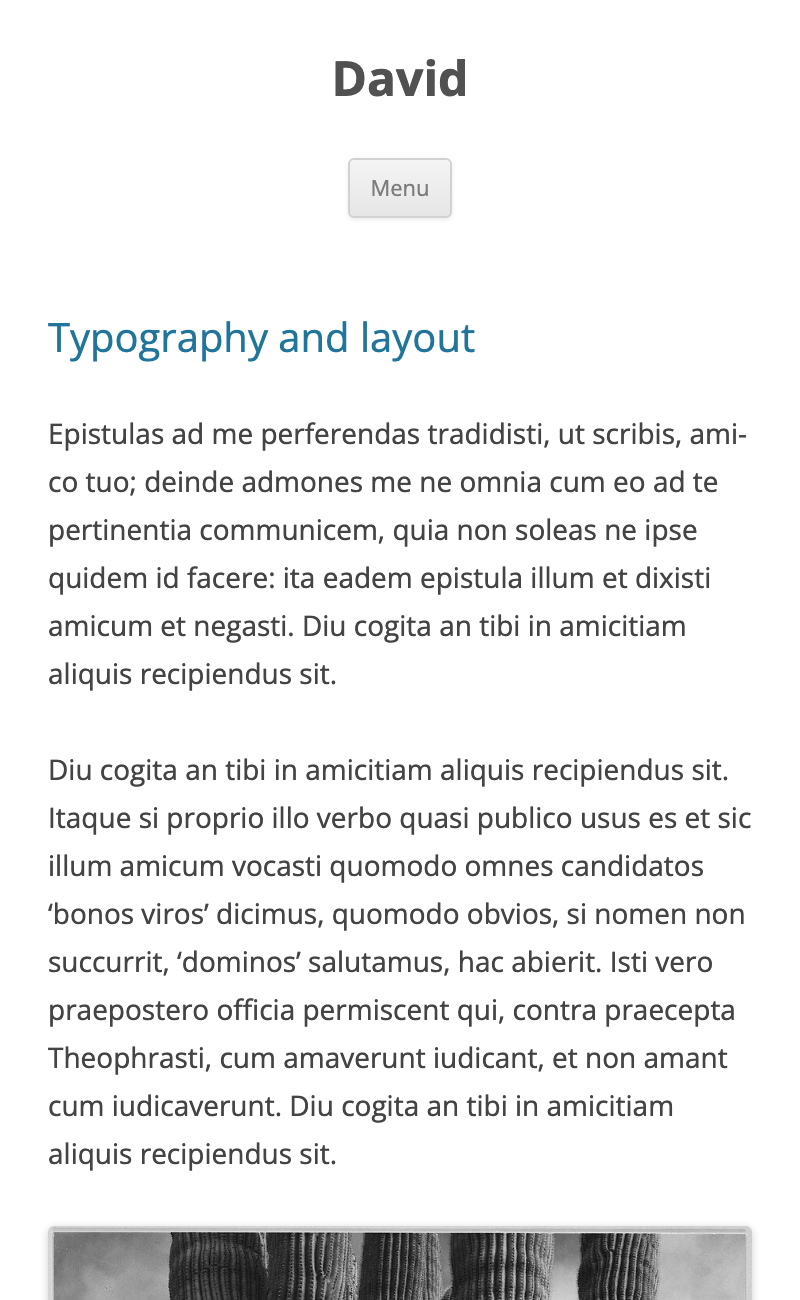 David
Menu
Typography and layout
Epistulas ad me perferendas tradidisti, ut scribis, ami-
co tuo; deinde admones me ne omnia cum eo ad te
pertinentia communicem, quia non soleas ne ipse
quidem id facere: ita eadem epistula illum et dixisti
amicum et negasti. Diu cogita an tibi in amicitiam
aliquis recipiendus sit.
Diu cogita an tibi in amicitiam aliquis recipiendus sit.
Itaque si proprio illo verbo quasi publico usus es et sic
illum amicum vocasti quomodo omnes candidatos
‘bonos viros’ dicimus, quomodo obvios, si nomen non
succurrit, ‘dominos’ salutamus, hac abierit. Isti vero
praepostero officia permiscent qui, contra praecepta
Theophrasti, cum amaverunt iudicant, et non amant
cum iudicaverunt. Diu cogita an tibi in amicitiam
aliquis recipiendus sit.